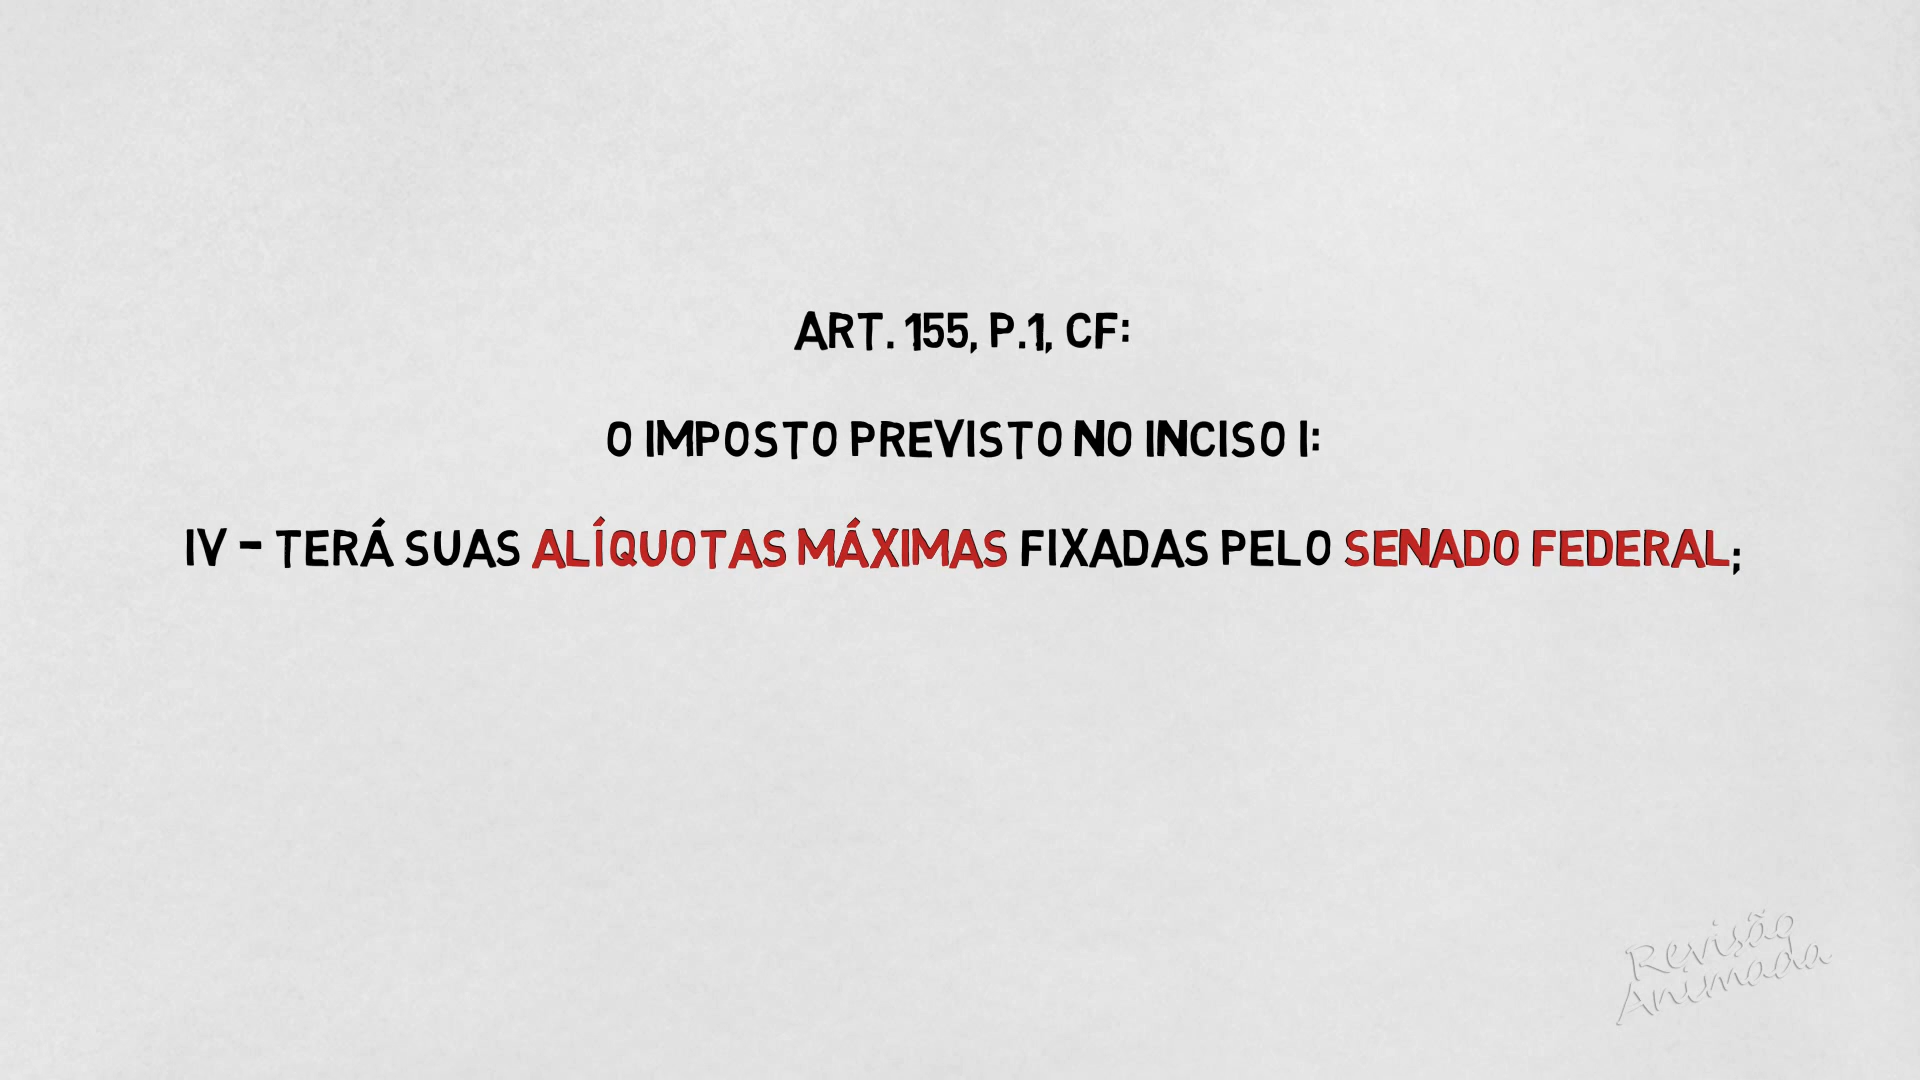 ART. 155, P.1, CF:
O IMPOSTO PREVISTO NO INCISO I:
IV - TERÁ SUAS ALÍQUOTAS MÁXIMAS FIXADAS PELO SENADO FEDERAL;
Revisão
Animada